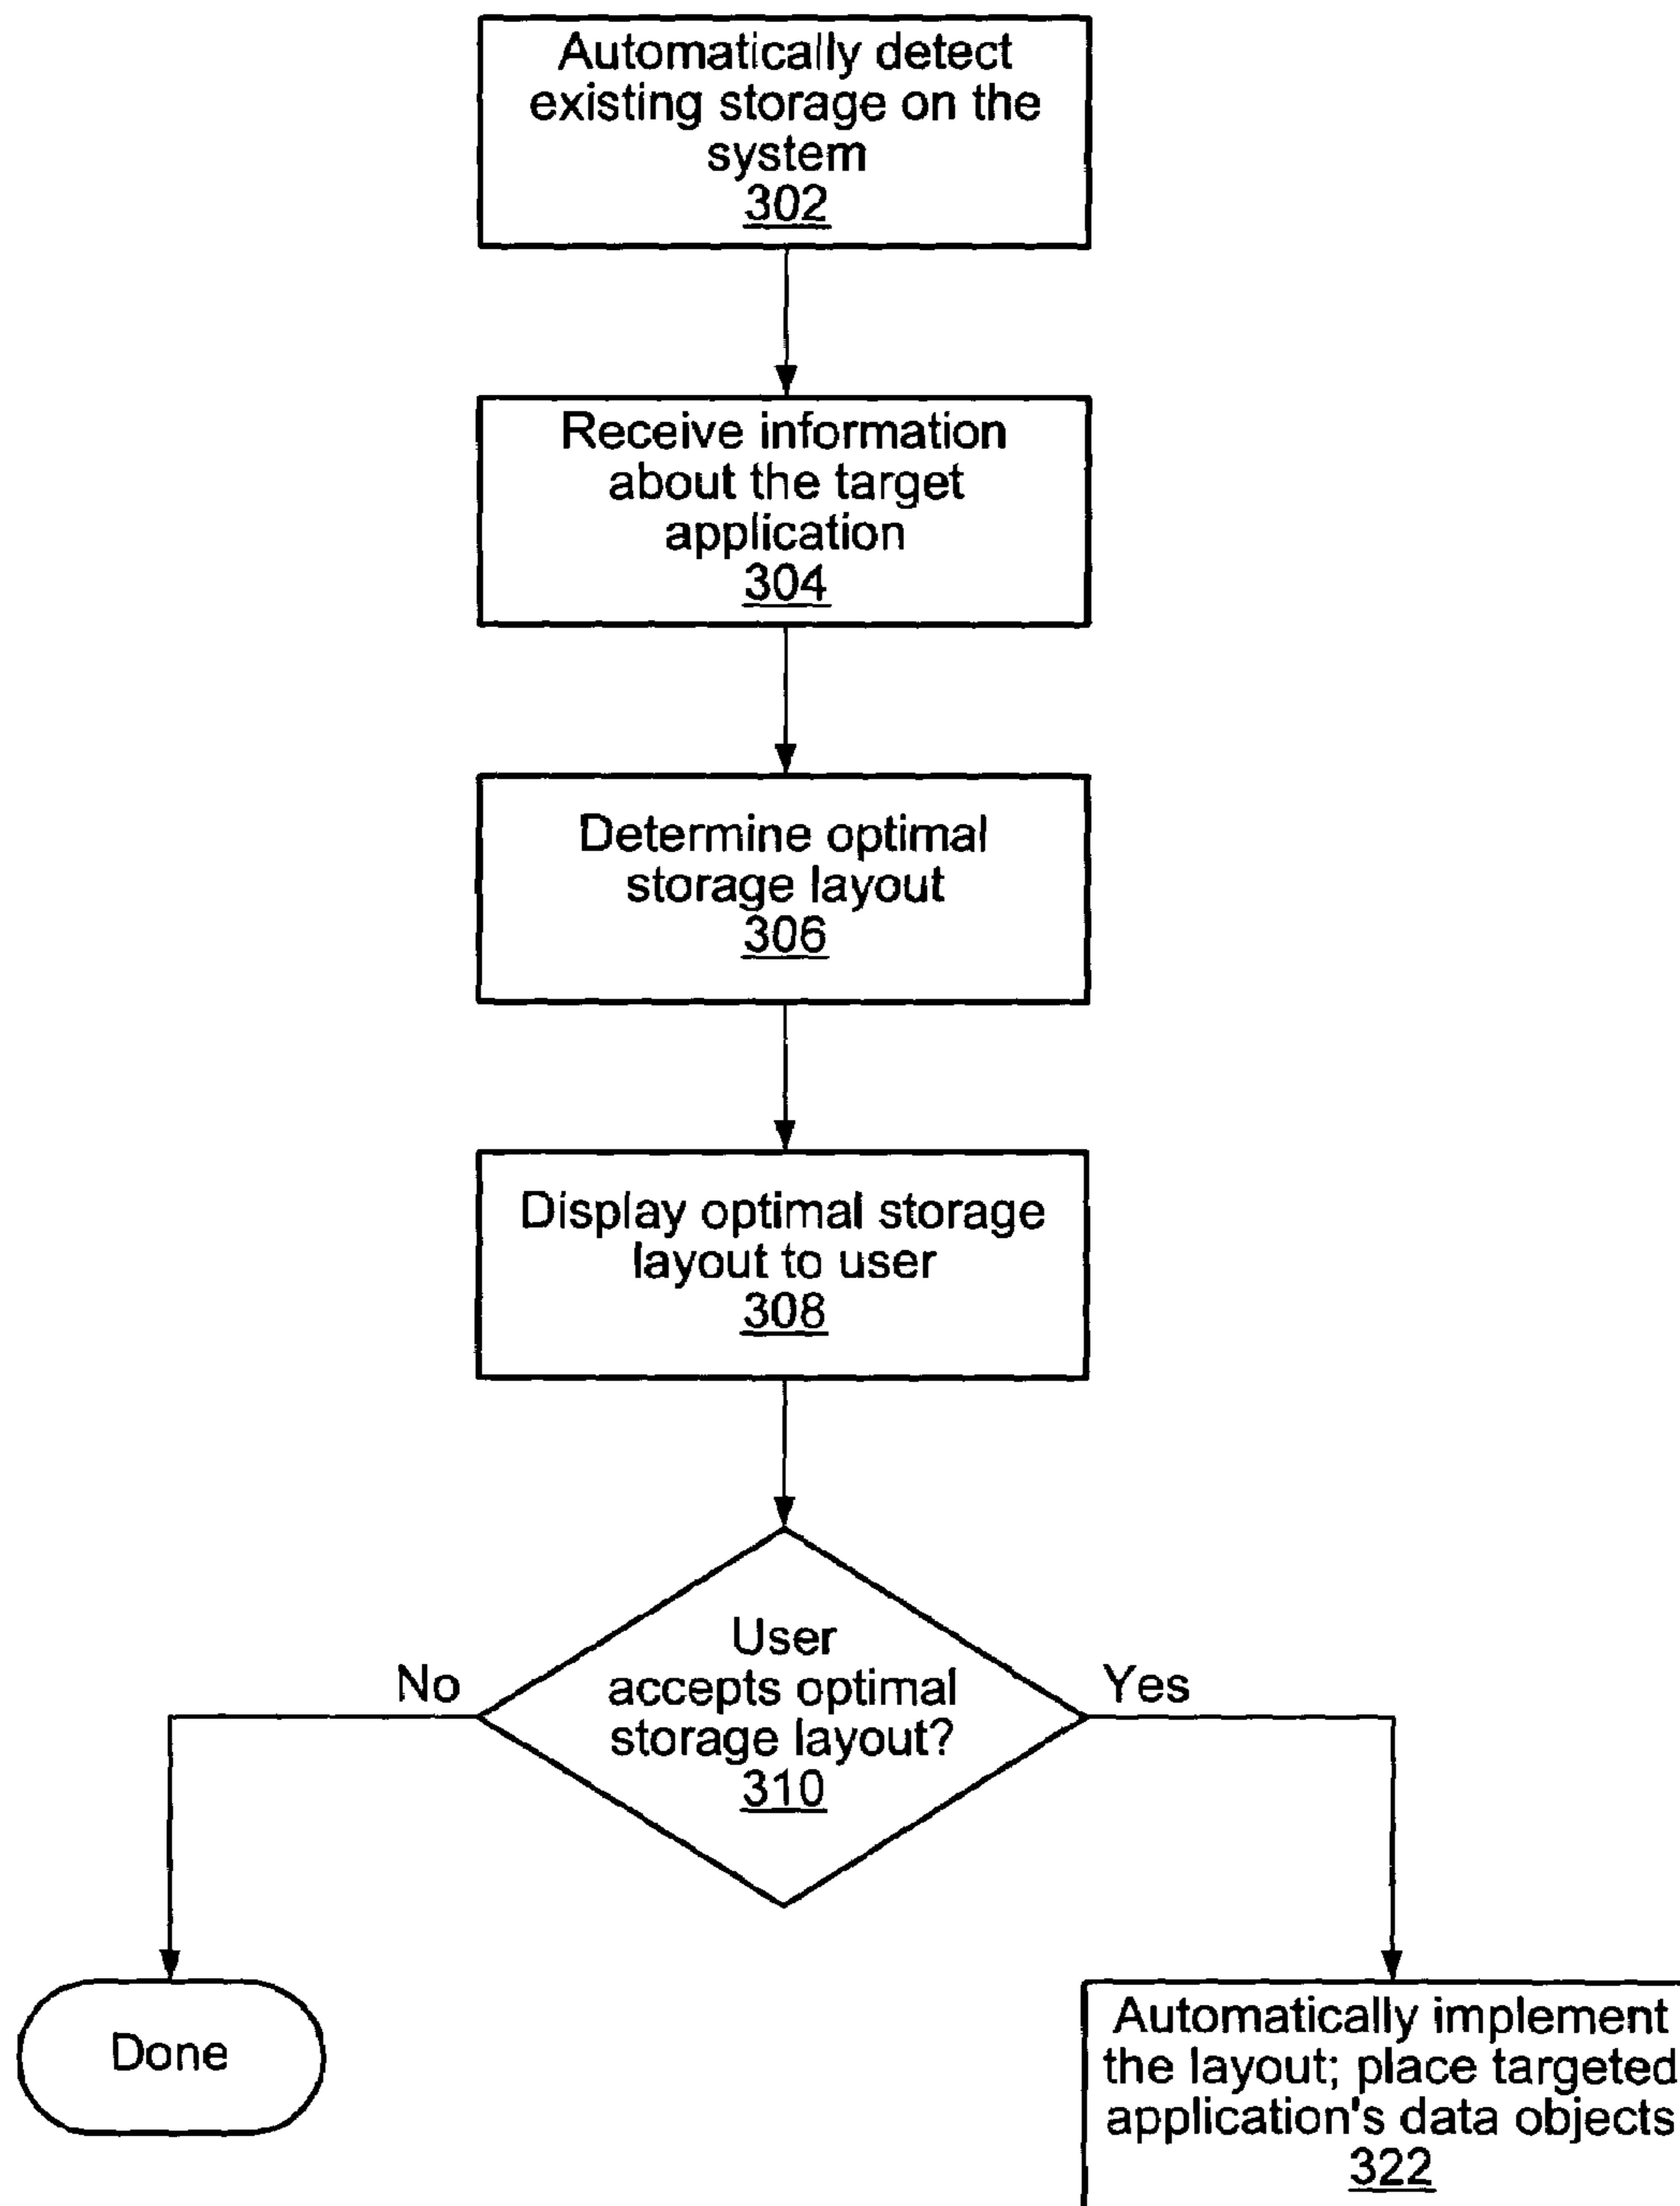 Automatically detect
existing storage on the
system
302
Receive information
about the target
application
304
Determine optimal
storage layout
306
Display optimal storage
layout to user
308
User
accepts optimal
storage layout?
310
No
Yes
Done
Automatically implement
the layout; place targeted
application's data objects
322